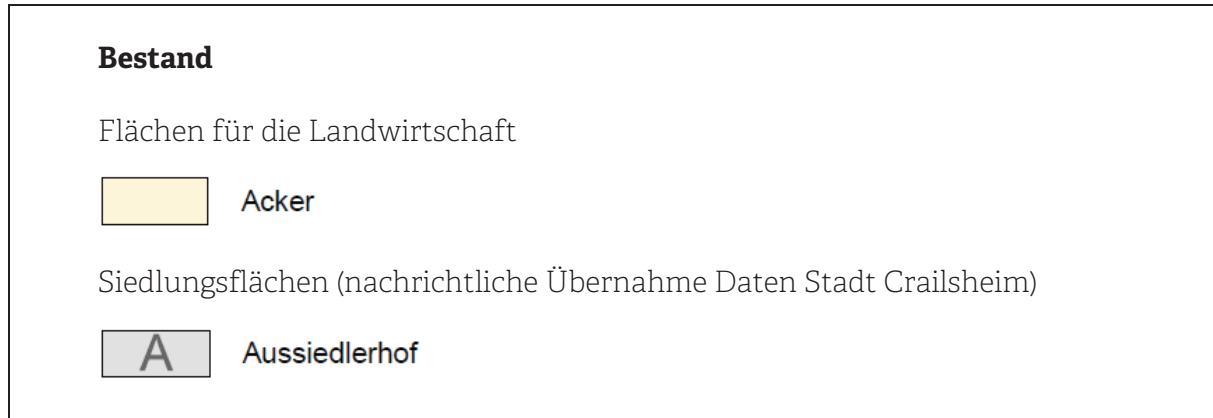 Bestand
Flächen für die Landwirtschaft
Acker
Siedlungsflächen (nachrichtliche Übernahme Daten Stadt Crailsheim)
A Aussiedlerhof